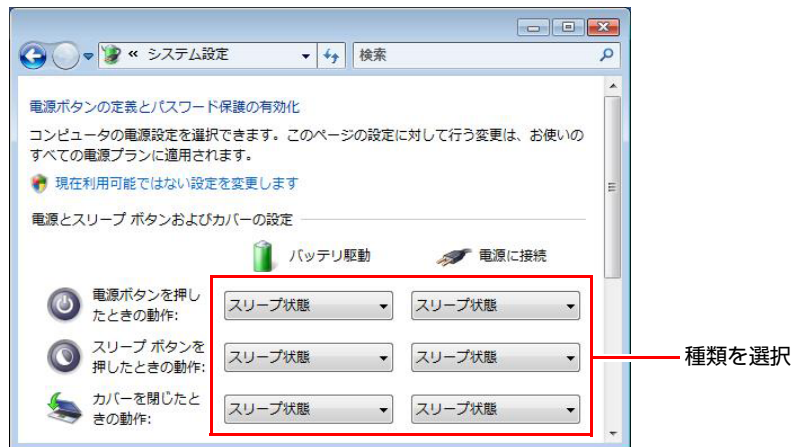 « システム設定
検索
電源ボタンの定義とパスワード保護の有効化
コンピュータの電源設定を選択できます。このページの設定に対して行う変更は、お使いの
すべての電源プランに適用されます。
現在利用可能ではない設定を変更します
電源とスリープ ボタンおよびカバーの設定
バッテリ駆動 電源に接続
電源ボタンを押し
たときの動作:
スリープ状態 スリープ状態
スリープ ボタンを
押したときの動作:
スリープ状態 スリープ状態
カバーを閉じたと
きの動作:
スリープ状態 スリープ状態
種類を選択